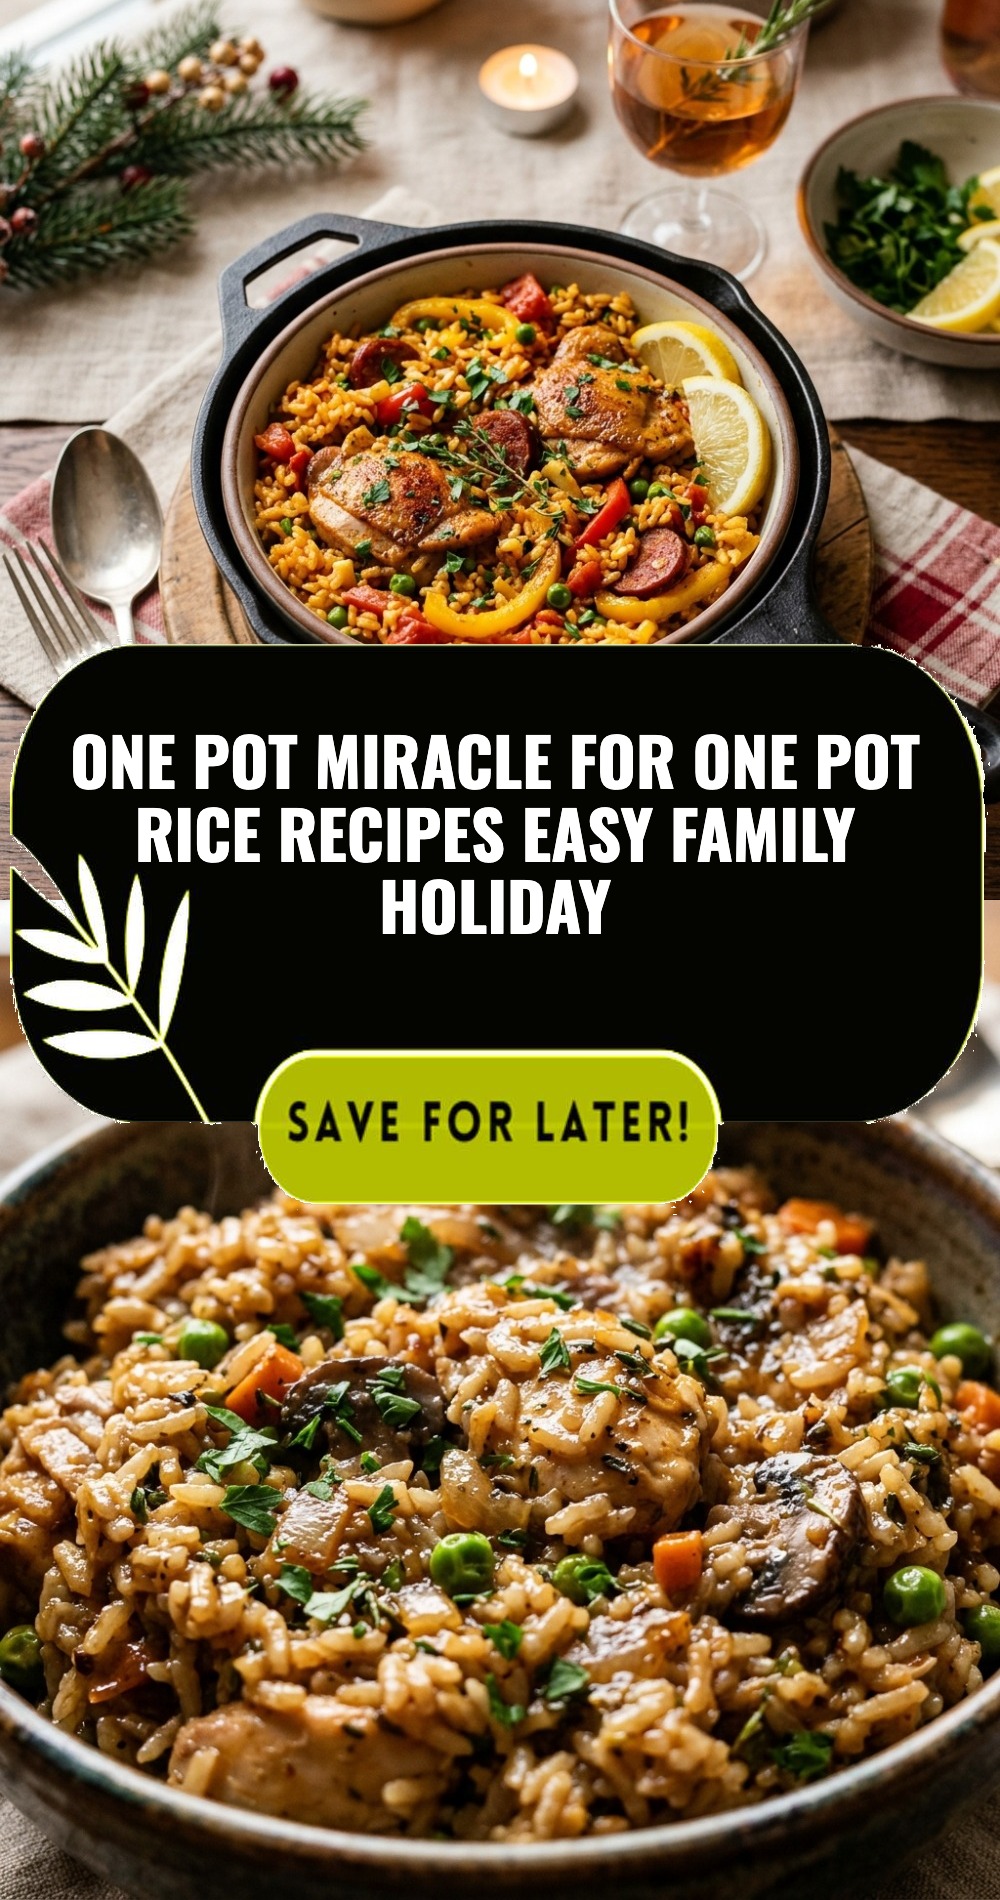 ONE POT MIRACLE FOR ONE POT
RICE RECIPES EASY FAMILY
HOLIDAY
SAVE FOR LATER!